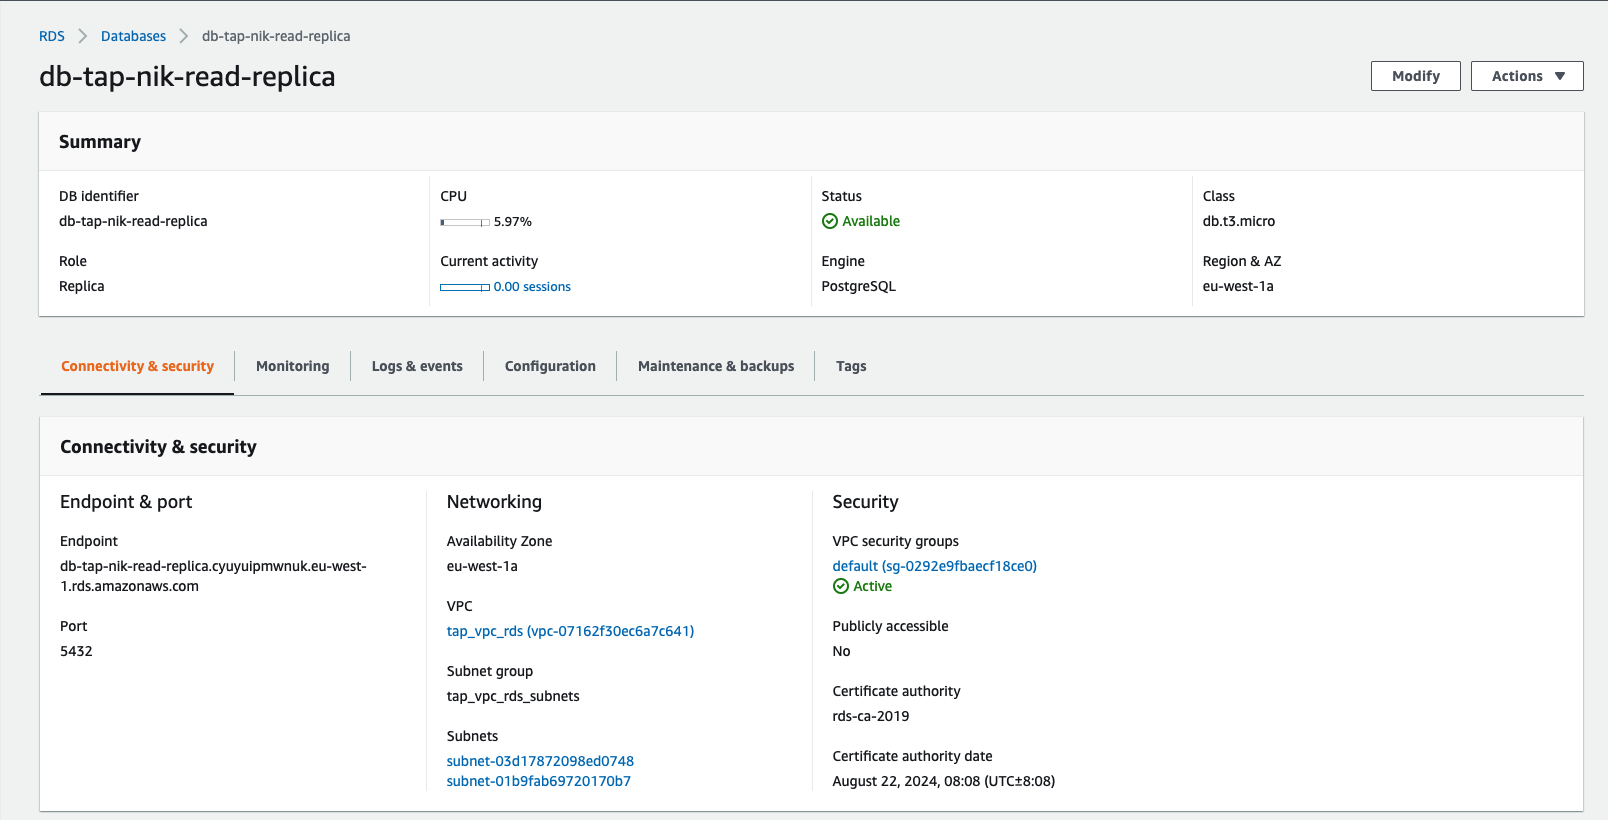 RDS > Databases > db-tap-nik-read-replica
db-tap-nik-read-replica
Modify
Actions ▼
Summary
DB identifier
db-tap-nik-read-replica
Role
Replica
CPU
5.97%
Current activity
0.00 sessions
Status
Available
Engine
PostgreSQL
Class
db.t3.micro
Region & AZ
eu-west-1a
Connectivity & security
Monitoring
Logs & events
Configuration
Maintenance & backups
Tags
Connectivity & security
Endpoint & port
Endpoint
db-tap-nik-read-replica.cyuyuipmwnuk.eu-west-
1.rds.amazonaws.com
Port
5432
Networking
Availability Zone
eu-west-1a
VPC
tap_vpc_rds (vpc-07162f30ec6a7c641)
Subnet group
tap_vpc_rds_subnets
Subnets
subnet-03d17872098ed0748
subnet-01b9fab69720170b7
Security
VPC security groups
default (sg-0292e9fbaecf18ce0)
Active
Publicly accessible
No
Certificate authority
rds-ca-2019
Certificate authority date
August 22, 2024, 08:08 (UTC±8:08)